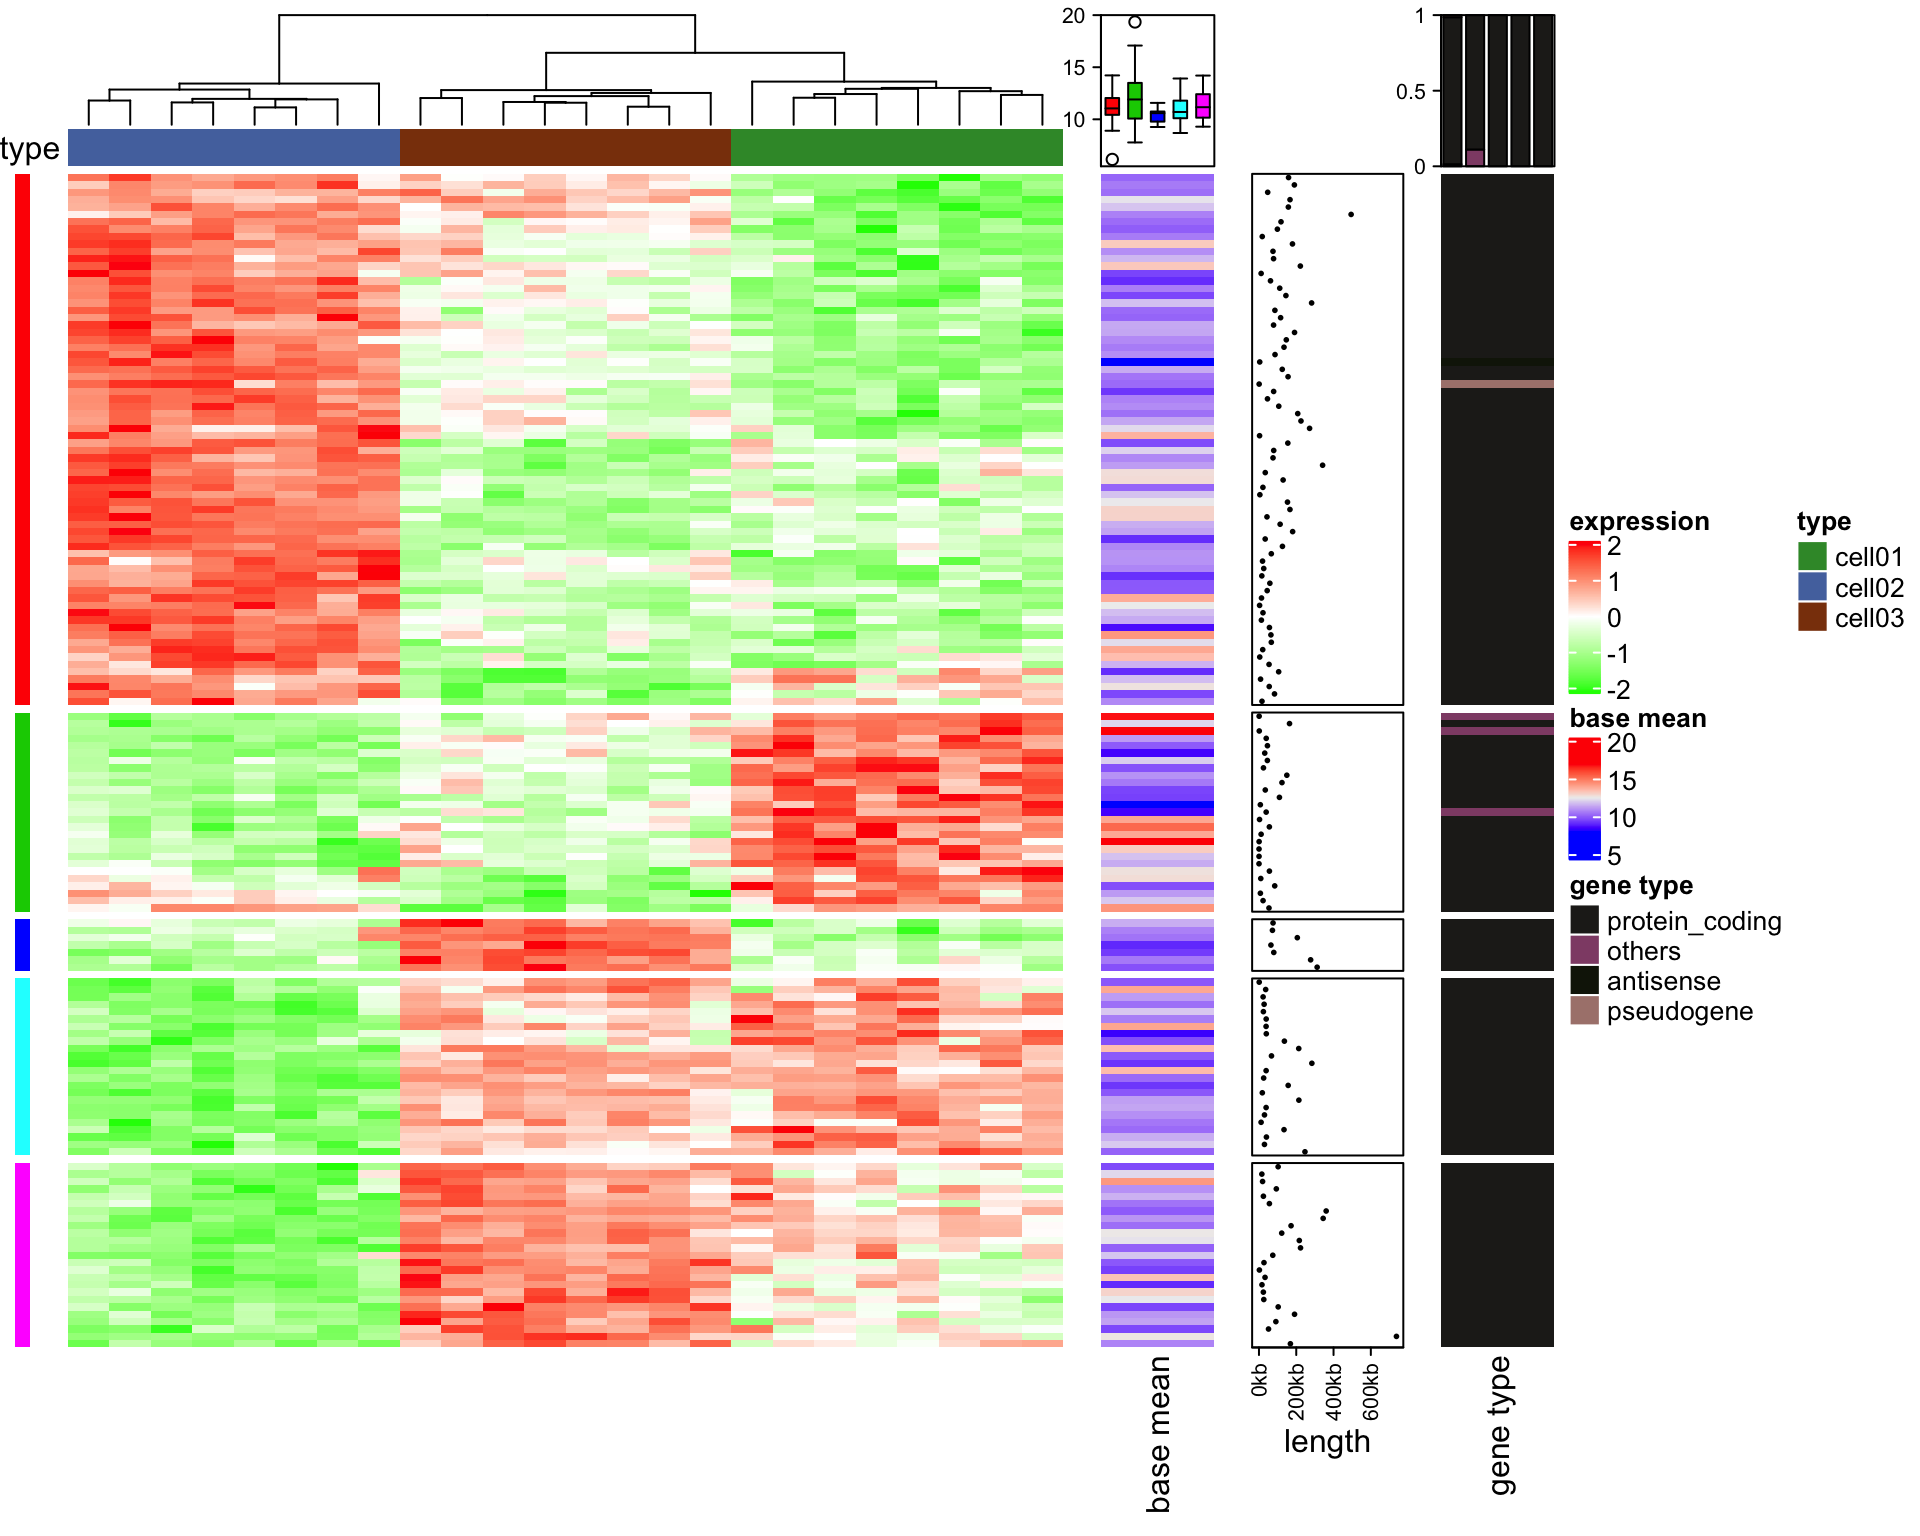 20
15
10
1
0.5
0
type
expression
2
1
0
-1
-2
type
cell01
cell02
cell03
base mean
20
15
10
5
gene type
protein_coding
others
antisense
pseudogene
base mean
0kb
200kb
400kb
600kb
length
gene type